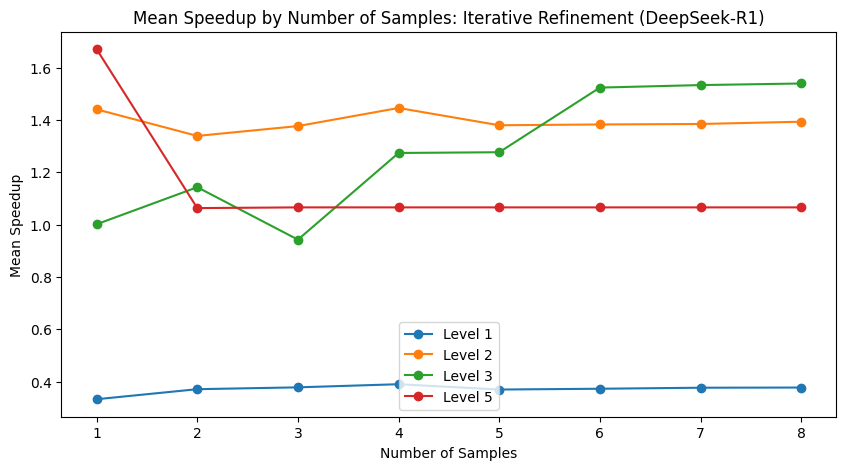 Mean Speedup by Number of Samples: Iterative Refinement (DeepSeek-R1)
Mean Speedup
1.6
1.4
1.2
1.0
0.8
0.6
0.4
Level 1
Level 2
Level 3
Level 5
1 2 3 4 5 6 7 8
Number of Samples